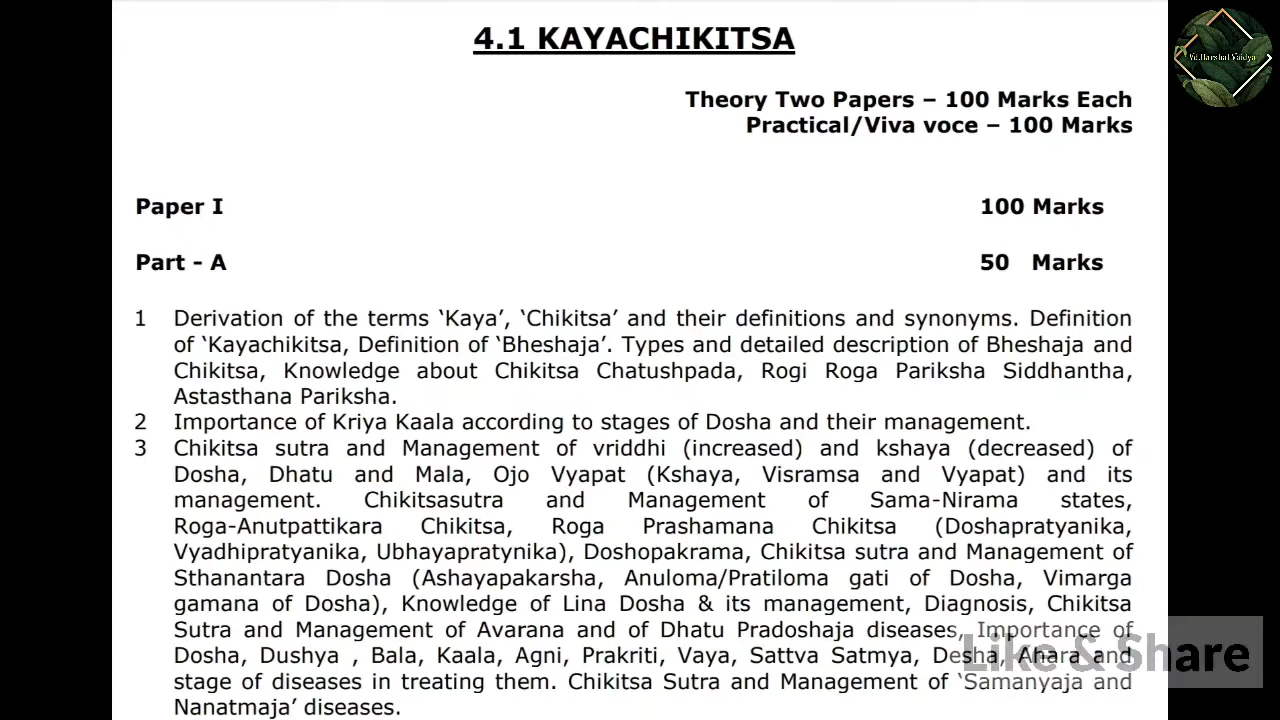 4.1 KAYACHIKITSA
Vd.Harshal Vaidya
Theory Two Papers – 100 Marks Each
Practical/Viva voce – 100 Marks
Paper I 100 Marks
Part - A 50 Marks
1 Derivation of the terms ‘Kaya’, ‘Chikitsa’ and their definitions and synonyms. Definition
of ‘Kayachikitsa, Definition of ‘Bheshaja’. Types and detailed description of Bheshaja and
Chikitsa, Knowledge about Chikitsa Chatushpada, Rogi Roga Pariksha Siddhantha,
Astasthana Pariksha.
2 Importance of Kriya Kaala according to stages of Dosha and their management.
3 Chikitsa sutra and Management of vriddhi (increased) and kshaya (decreased) of
Dosha, Dhatu and Mala, Ojo Vyapat (Kshaya, Visramsa and Vyapat) and its
management. Chikitsasutra and Management of Sama-Nirama states,
Roga-Anutpattikara Chikitsa, Roga Prashamana Chikitsa (Doshapratyanika,
Vyadhipratyanika, Ubhayapratynika), Doshopakrama, Chikitsa sutra and Management of
Sthanantara Dosha (Ashayapakarsha, Anuloma/Pratiloma gati of Dosha, Vimarga
gamana of Dosha), Knowledge of Lina Dosha & its management, Diagnosis, Chikitsa
Sutra and Management of Avarana and of Dhatu Pradoshaja diseases, Importance of
Dosha, Dushya , Bala, Kaala, Agni, Prakriti, Vaya, Sattva Satmya, Desha, Ahara and
stage of diseases in treating them. Chikitsa Sutra and Management of ‘Samanyaja and
Nanatmaja’ diseases.
Like & Share